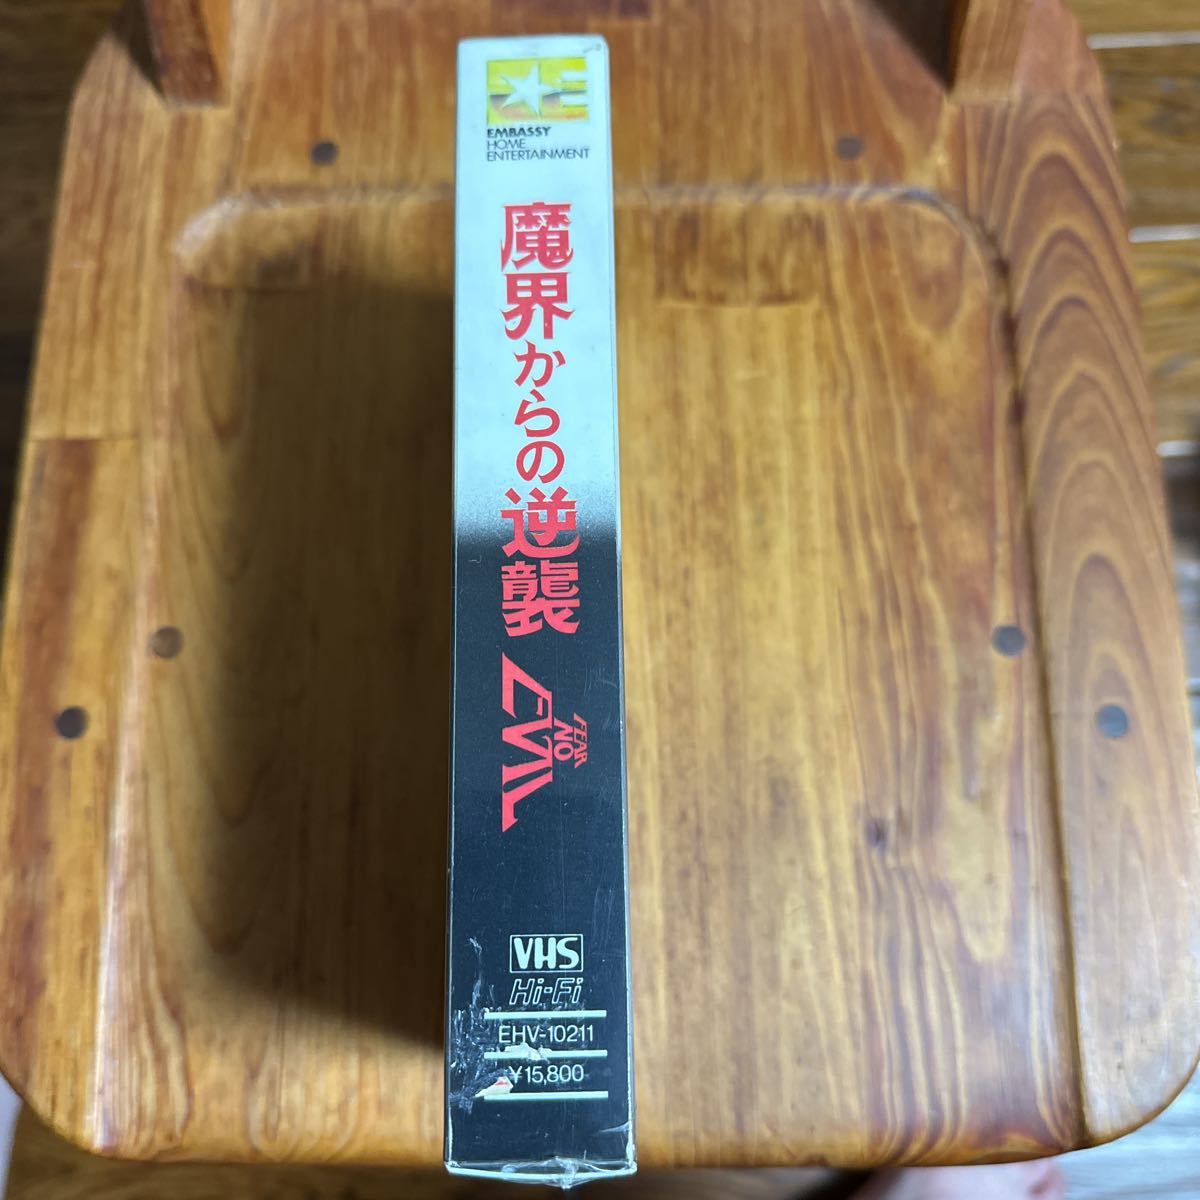 EMBASSY
HOME
ENTERTAINMENT
魔界からの逆襲
FEAR
NO
EVIL
VHS
Hi-Fi
EHV-10211
¥15,800